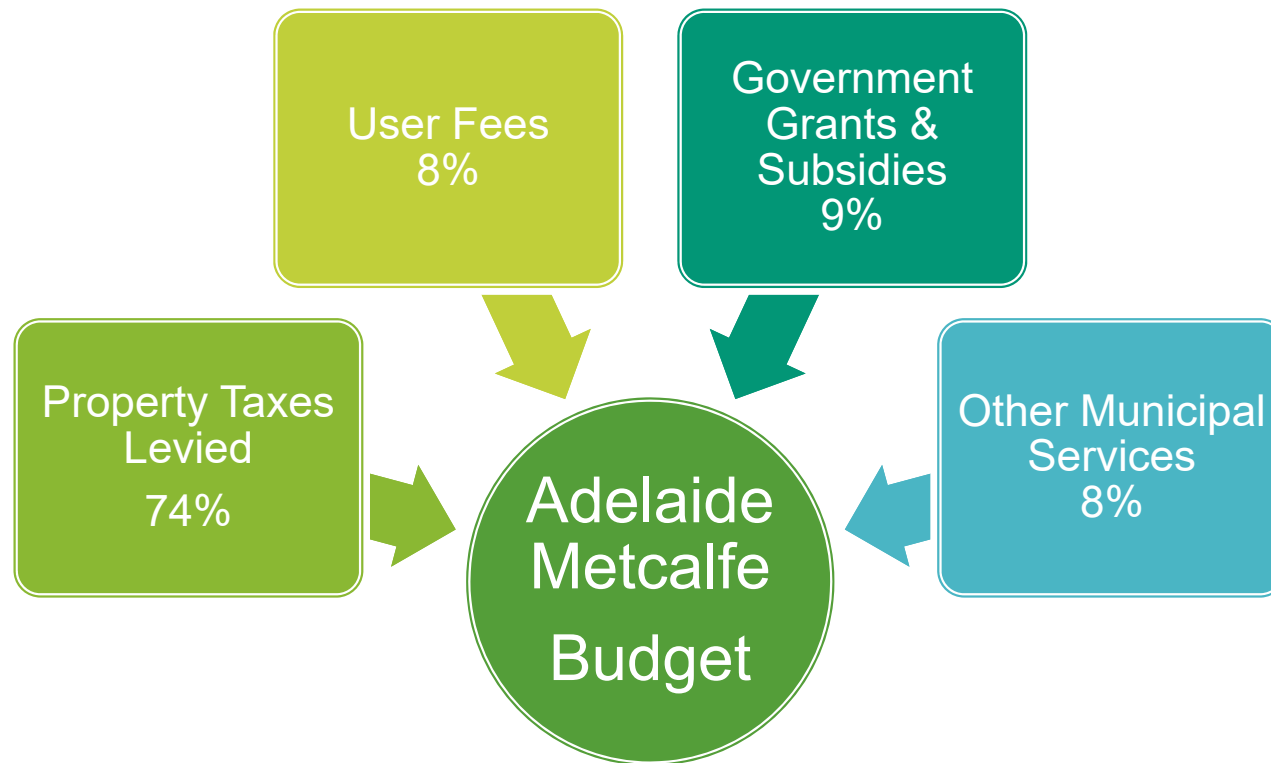 User Fees
8%
Government
Grants &
Subsidies
9%
Property Taxes
Levied
74%
Other Municipal
Services
8%
Adelaide
Metcalfe
Budget